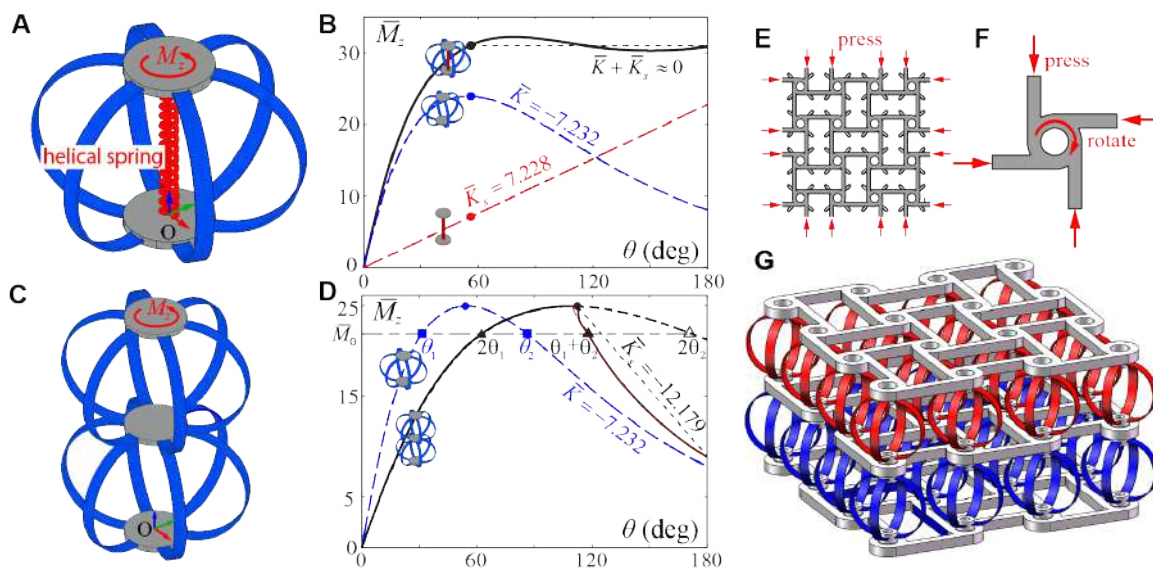 A
M_z
helical spring
O
B
M̄_z
30
20
10
0
0
60
120
180
K̄ + K̄_s ≈ 0
K̄ = −7.232
K̄_s = 7.228
θ (deg)
C
M_z
O
D
M̄_z
25
M̄_0
15
5
0
0
60
120
180
θ_1
2θ_1
θ_2
θ_1 + θ_2
2θ_2
K̄_s = −12.179
K̄ = −7.232
θ (deg)
E
press
F
press
rotate
G